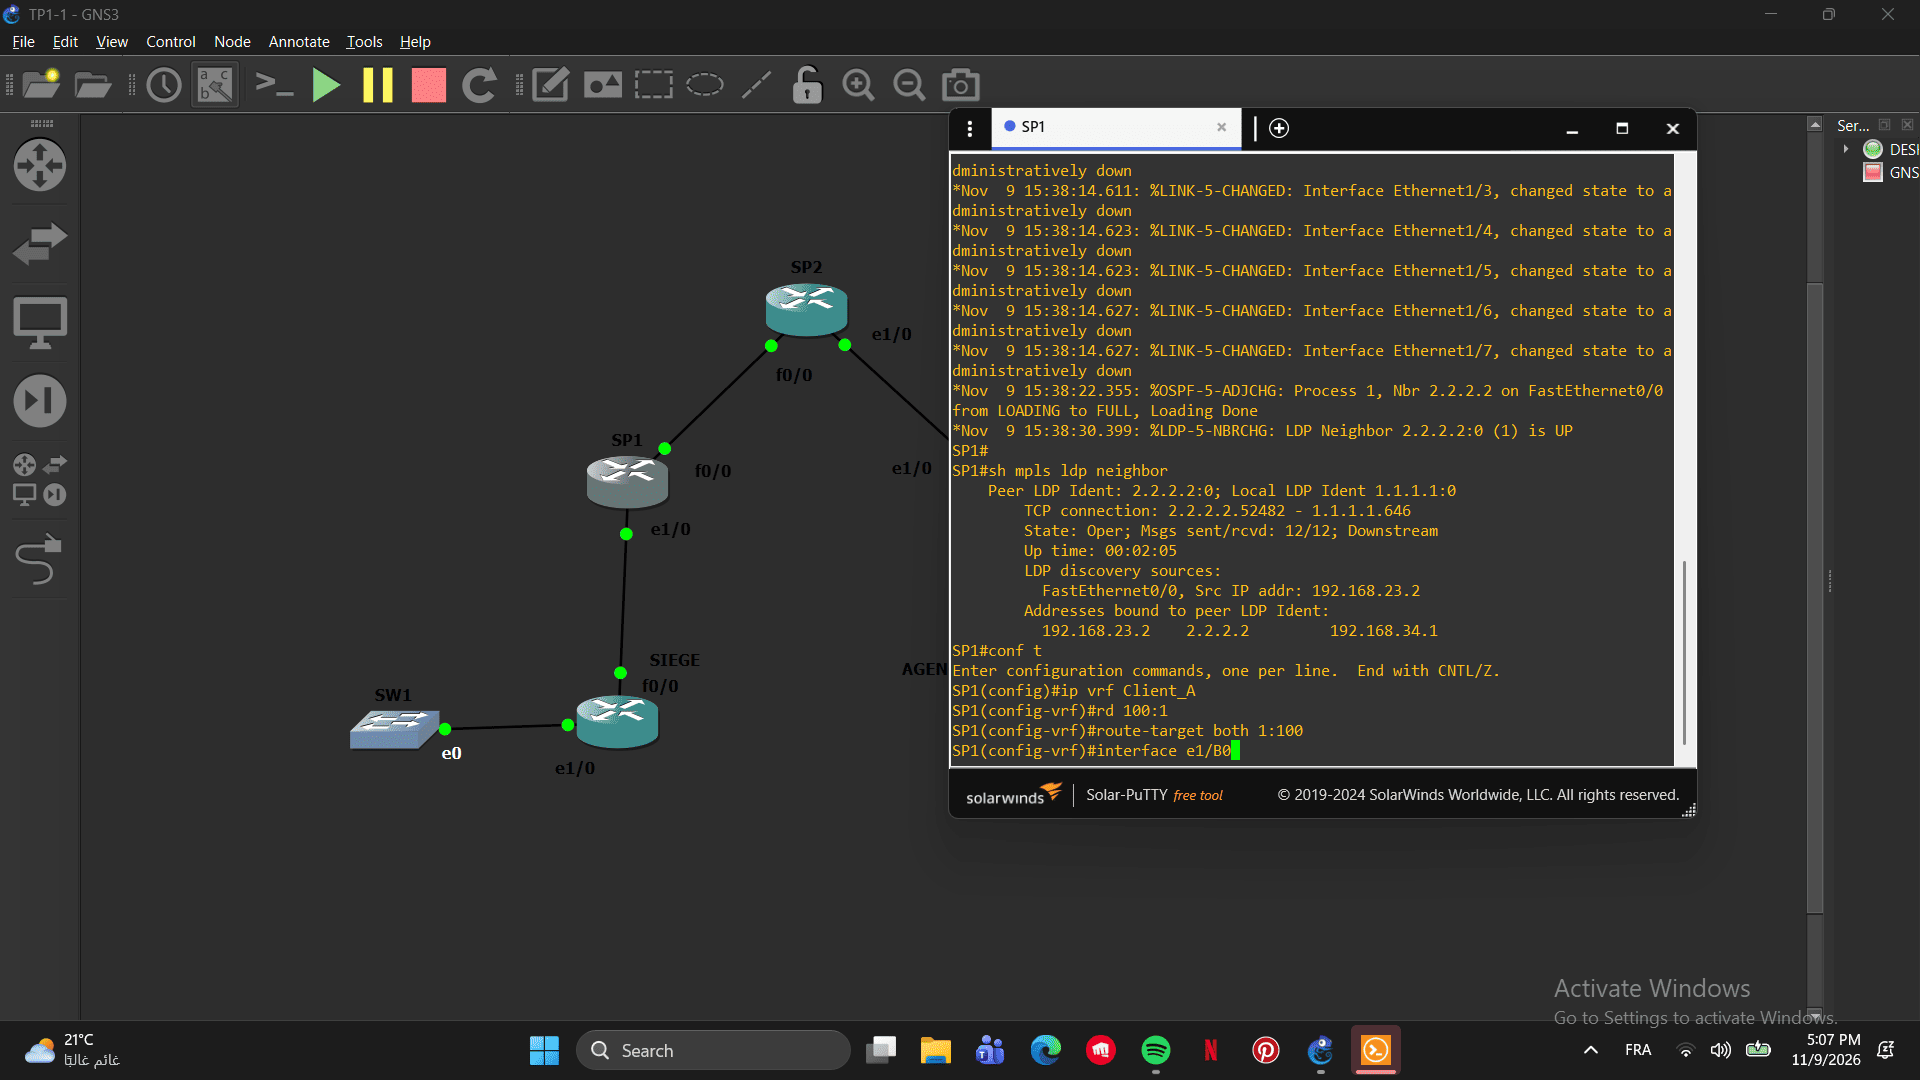 TP1-1 - GNS3
File Edit View Control Node Annotate Tools Help
SP1
Ser...
DESI
GNS
dministratively down
*Nov  9 15:38:14.611: %LINK-5-CHANGED: Interface Ethernet1/3, changed state to a
dministratively down
*Nov  9 15:38:14.623: %LINK-5-CHANGED: Interface Ethernet1/4, changed state to a
dministratively down
*Nov  9 15:38:14.623: %LINK-5-CHANGED: Interface Ethernet1/5, changed state to a
dministratively down
*Nov  9 15:38:14.627: %LINK-5-CHANGED: Interface Ethernet1/6, changed state to a
dministratively down
*Nov  9 15:38:14.627: %LINK-5-CHANGED: Interface Ethernet1/7, changed state to a
dministratively down
*Nov  9 15:38:22.355: %OSPF-5-ADJCHG: Process 1, Nbr 2.2.2.2 on FastEthernet0/0
from LOADING to FULL, Loading Done
*Nov  9 15:38:30.399: %LDP-5-NBRCHG: LDP Neighbor 2.2.2.2:0 (1) is UP
SP1#
SP1#sh mpls ldp neighbor
Peer LDP Ident: 2.2.2.2:0; Local LDP Ident 1.1.1.1:0
TCP connection: 2.2.2.2.52482 - 1.1.1.1.646
State: Oper; Msgs sent/rcvd: 12/12; Downstream
Up time: 00:02:05
LDP discovery sources:
FastEthernet0/0, Src IP addr: 192.168.23.2
Addresses bound to peer LDP Ident:
192.168.23.2    2.2.2.2         192.168.34.1
SP1#conf t
Enter configuration commands, one per line.  End with CNTL/Z.
SP1(config)#ip vrf Client_A
SP1(config-vrf)#rd 100:1
SP1(config-vrf)#route-target both 1:100
SP1(config-vrf)#interface e1/B0
solarwinds Solar-PuTTY free tool © 2019-2024 SolarWinds Worldwide, LLC. All rights reserved.
SP2
e1/0
f0/0
SP1
f0/0
e1/0
e1/0
SIEGE
f0/0
AGEN
SW1
e0
e1/0
Activate Windows
Go to Settings to activate Windows.
21°C
غائم غالبًا
Search
FRA
5:07 PM
11/9/2026